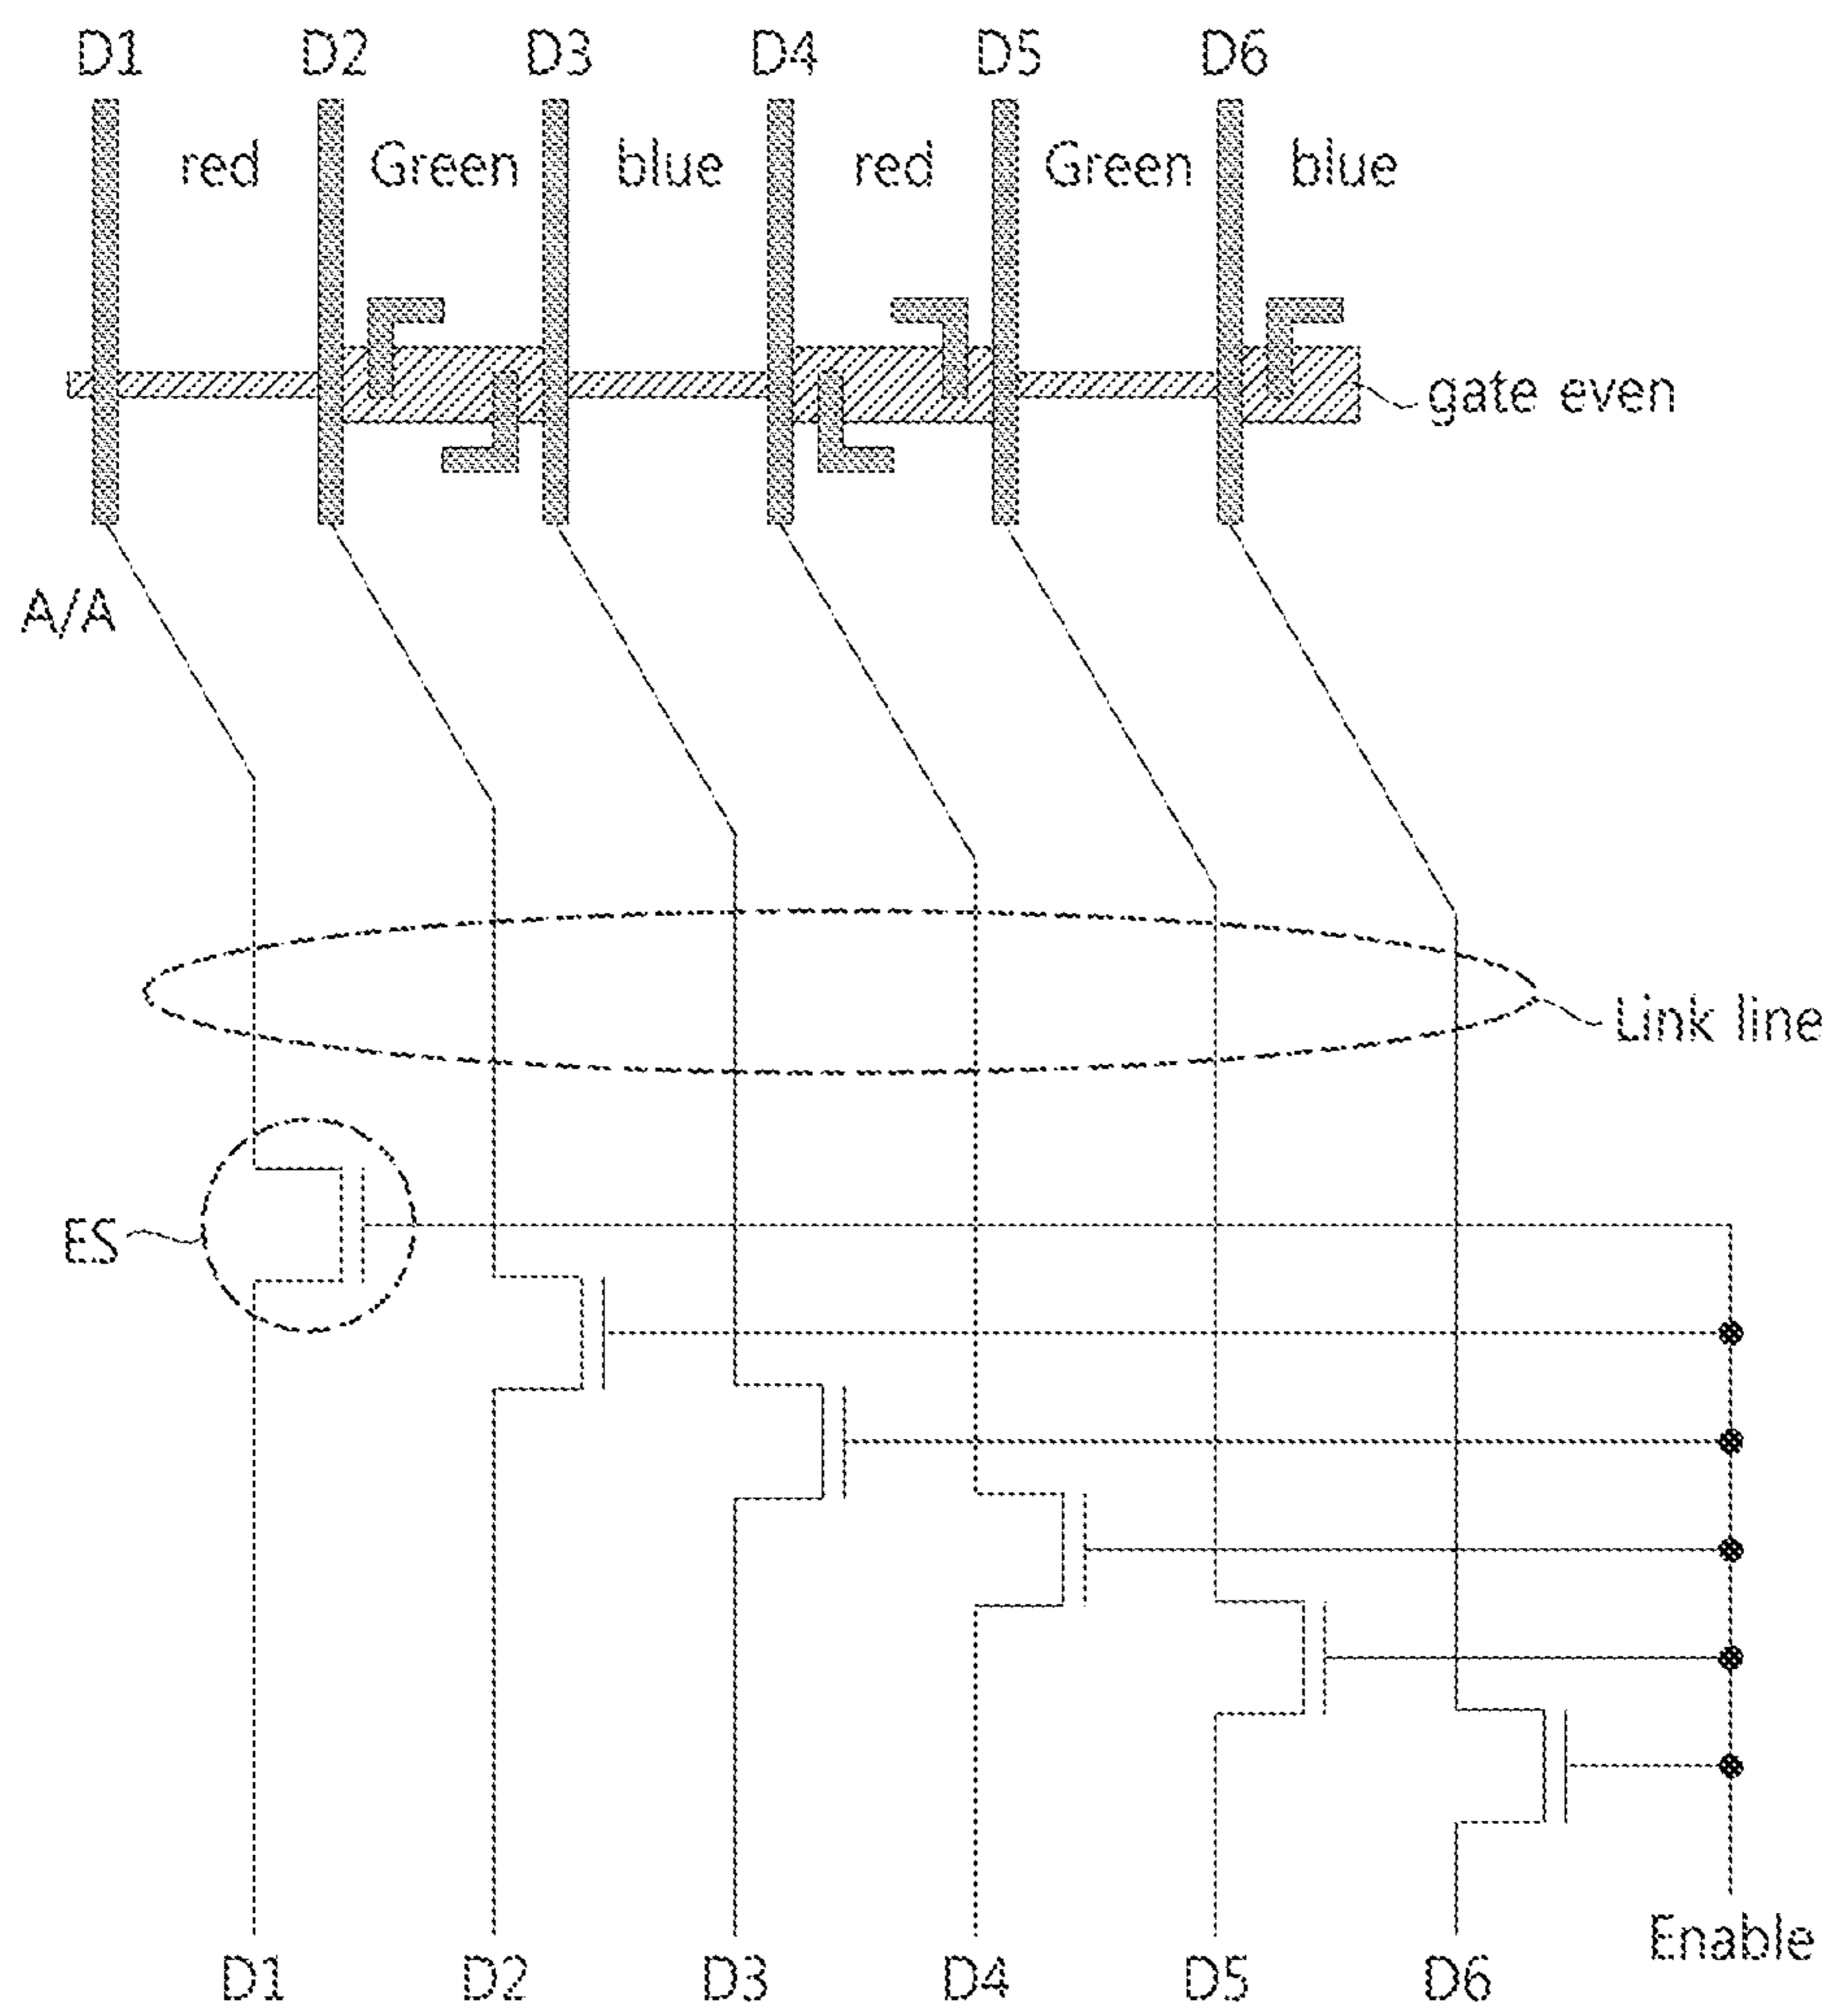 D1 D2 D3 D4 D5 D6
red Green blue red Green blue
gate even
A/A
Link line
ES
Enable
D1 D2 D3 D4 D5 D6